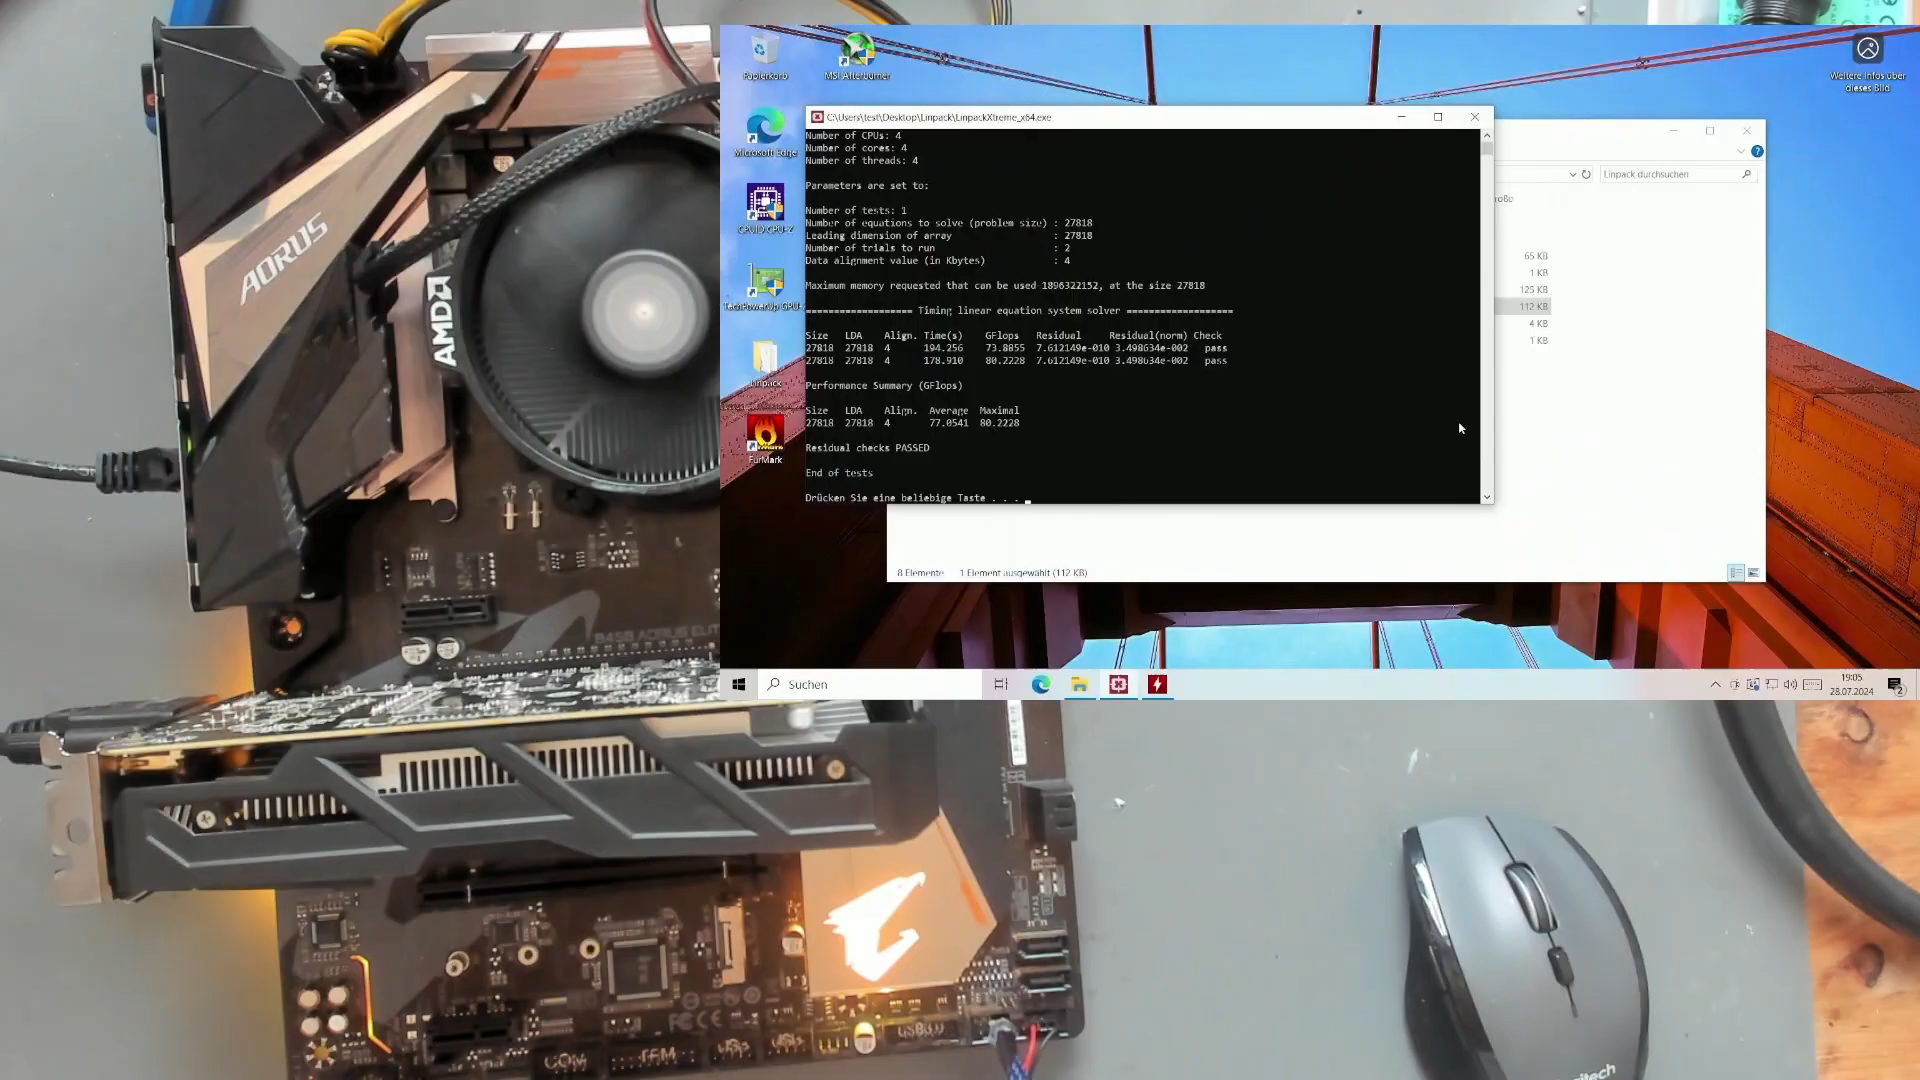 Papierkorb
MSI Afterburner
Weitere Infos über
dieses Bild
Microsoft Edge
CPUID CPU-Z
TechPowerUp GPU-
Linpack
FurMark
C:\Users\test\Desktop\Linpack\LinpackXtreme_x64.exe
Number of CPUs: 4
Number of cores: 4
Number of threads: 4
Parameters are set to:
Number of tests: 1
Number of equations to solve (problem size) : 27818
Leading dimension of array : 27818
Number of trials to run : 2
Data alignment value (in Kbytes) : 4
Maximum memory requested that can be used 1896322152, at the size 27818
=================== Timing linear equation system solver ===================
Size LDA Align. Time(s) GFlops Residual Residual(norm) Check
27818 27818 4 194.256 73.8855 7.612149e-010 3.498634e-002 pass
27818 27818 4 178.910 80.2228 7.612149e-010 3.498634e-002 pass
Performance Summary (GFlops)
Size LDA Align. Average Maximal
27818 27818 4 77.0541 80.2228
Residual checks PASSED
End of tests
Drücken Sie eine beliebige Taste . . .
Linpack durchsuchen
65 KB
1 KB
125 KB
112 KB
4 KB
1 KB
8 Elemente 1 Element ausgewählt (112 KB)
Suchen
19:05
28.07.2024
2
AORUS
AMD
B450 AORUS ELIT
COM
TPM
FCC